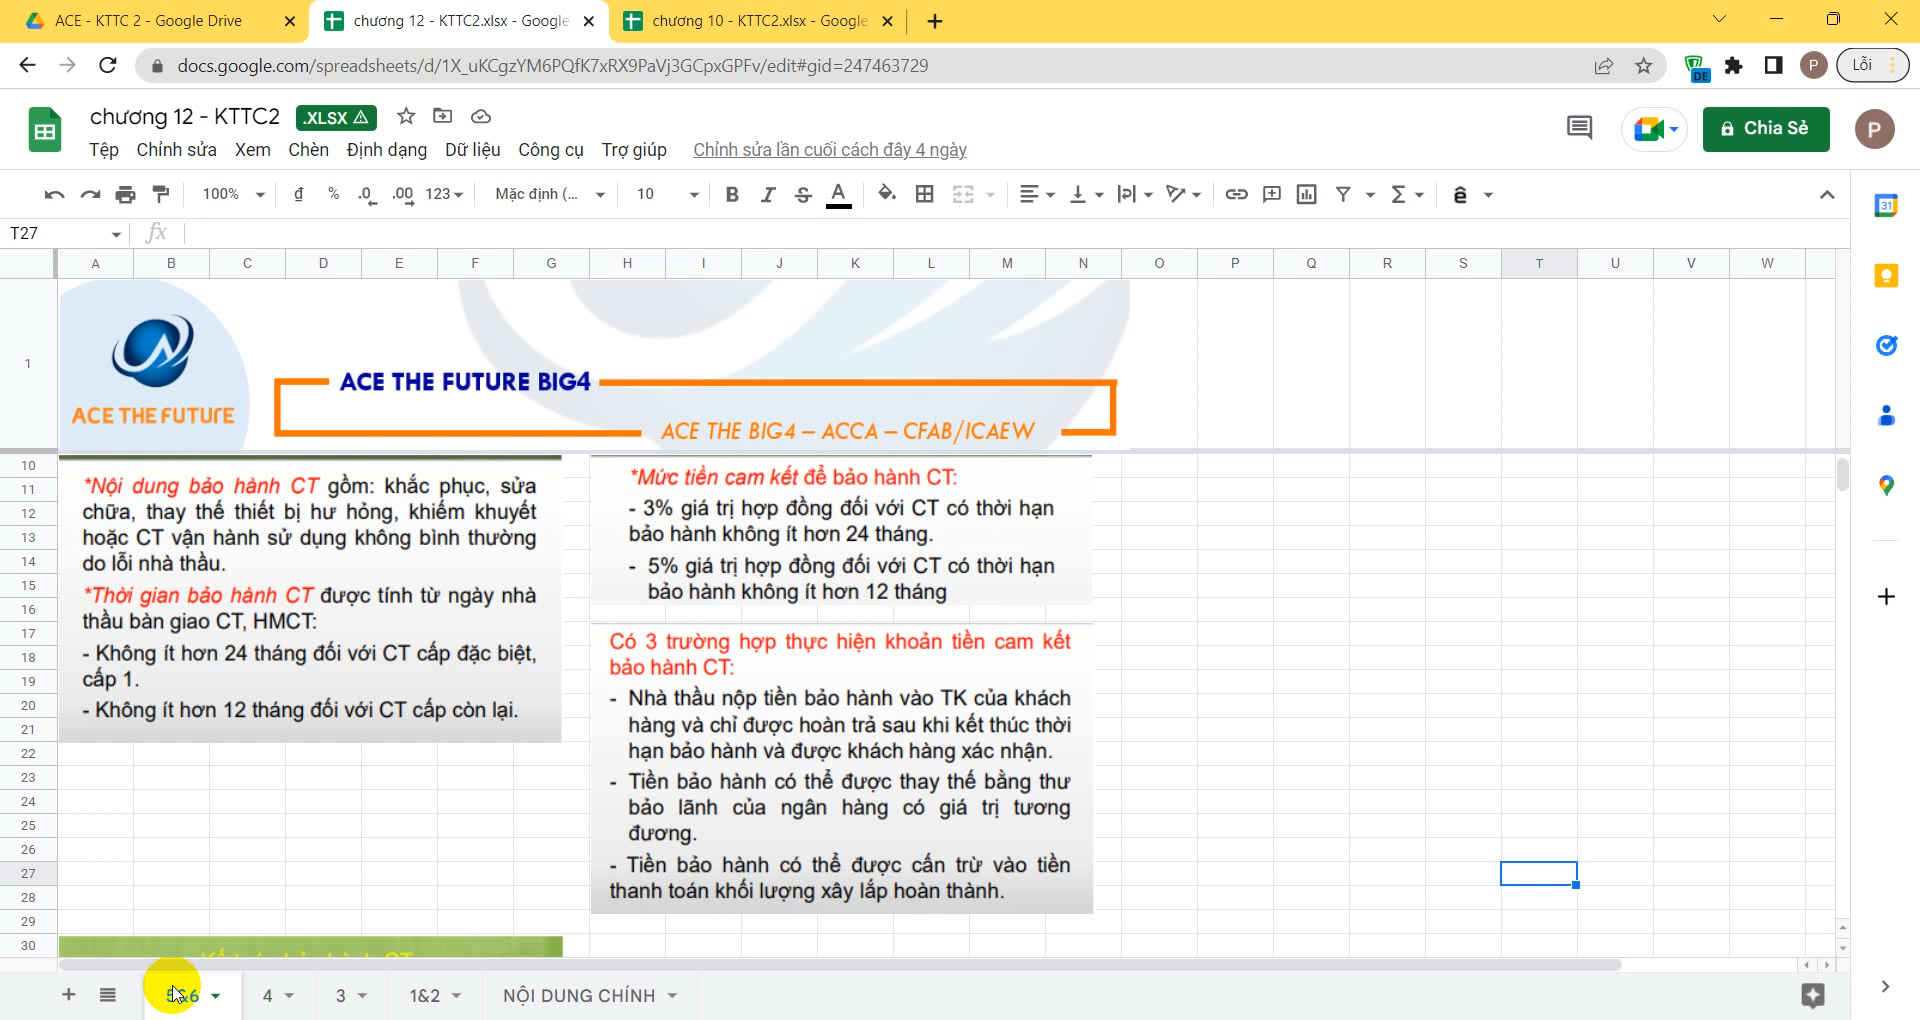 ACE - KTTC 2 - Google Drive
chương 12 - KTTC2.xlsx - Google
chương 10 - KTTC2.xlsx - Google
docs.google.com/spreadsheets/d/1X_uKCgzYM6PQfK7xRX9PaVj3GCpxGPFv/edit#gid=247463729
DE
P
Lỗi
chương 12 - KTTC2
.XLSX
Chia Sẻ
P
Tệp Chỉnh sửa Xem Chèn Định dạng Dữ liệu Công cụ Trợ giúp Chỉnh sửa lần cuối cách đây 4 ngày
100% đ % .0 .00 123 Mặc định (... 10 B I S A Σ ê
31
T27 fx
A B C D E F G H I J K L M N O P Q R S T U V W
1
ACE THE FUTURE
ACE THE FUTURE BIG4
ACE THE BIG4 – ACCA – CFAB/ICAEW
10
11
12
13
14
15
16
17
18
19
20
21
22
23
24
25
26
27
28
29
30
*Nội dung bảo hành CT gồm: khắc phục, sửa
chữa, thay thế thiết bị hư hỏng, khiếm khuyết
hoặc CT vận hành sử dụng không bình thường
do lỗi nhà thầu.
*Thời gian bảo hành CT được tính từ ngày nhà
thầu bàn giao CT, HMCT:
- Không ít hơn 24 tháng đối với CT cấp đặc biệt,
cấp 1.
- Không ít hơn 12 tháng đối với CT cấp còn lại.
*Mức tiền cam kết để bảo hành CT:
- 3% giá trị hợp đồng đối với CT có thời hạn
bảo hành không ít hơn 24 tháng.
- 5% giá trị hợp đồng đối với CT có thời hạn
bảo hành không ít hơn 12 tháng
Có 3 trường hợp thực hiện khoản tiền cam kết
bảo hành CT:
- Nhà thầu nộp tiền bảo hành vào TK của khách
hàng và chỉ được hoàn trả sau khi kết thúc thời
hạn bảo hành và được khách hàng xác nhận.
- Tiền bảo hành có thể được thay thế bằng thư
bảo lãnh của ngân hàng có giá trị tương
đương.
- Tiền bảo hành có thể được cấn trừ vào tiền
thanh toán khối lượng xây lắp hoàn thành.
5&6 4 3 1&2 NỘI DUNG CHÍNH